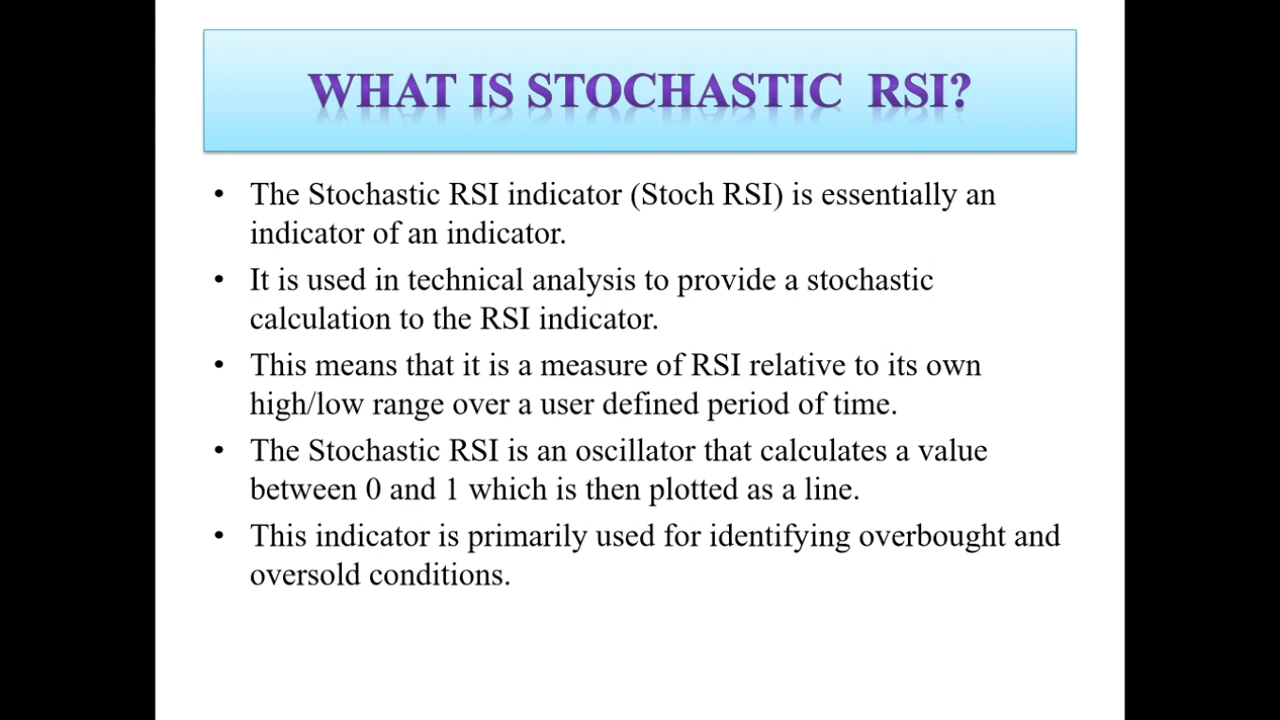 WHAT IS STOCHASTIC RSI?
• The Stochastic RSI indicator (Stoch RSI) is essentially an
indicator of an indicator.
• It is used in technical analysis to provide a stochastic
calculation to the RSI indicator.
• This means that it is a measure of RSI relative to its own
high/low range over a user defined period of time.
• The Stochastic RSI is an oscillator that calculates a value
between 0 and 1 which is then plotted as a line.
• This indicator is primarily used for identifying overbought and
oversold conditions.